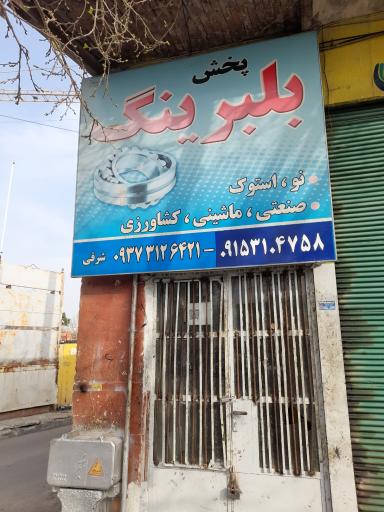 پخش
بلبرینگ
• نو ، استوک
• صنعتی ، ماشینی ، کشاورزی
۰۹۱۵۳۱۰۴۷۵۸ - ۰۹۳۷۳۱۲۶۴۲۱ شرفی